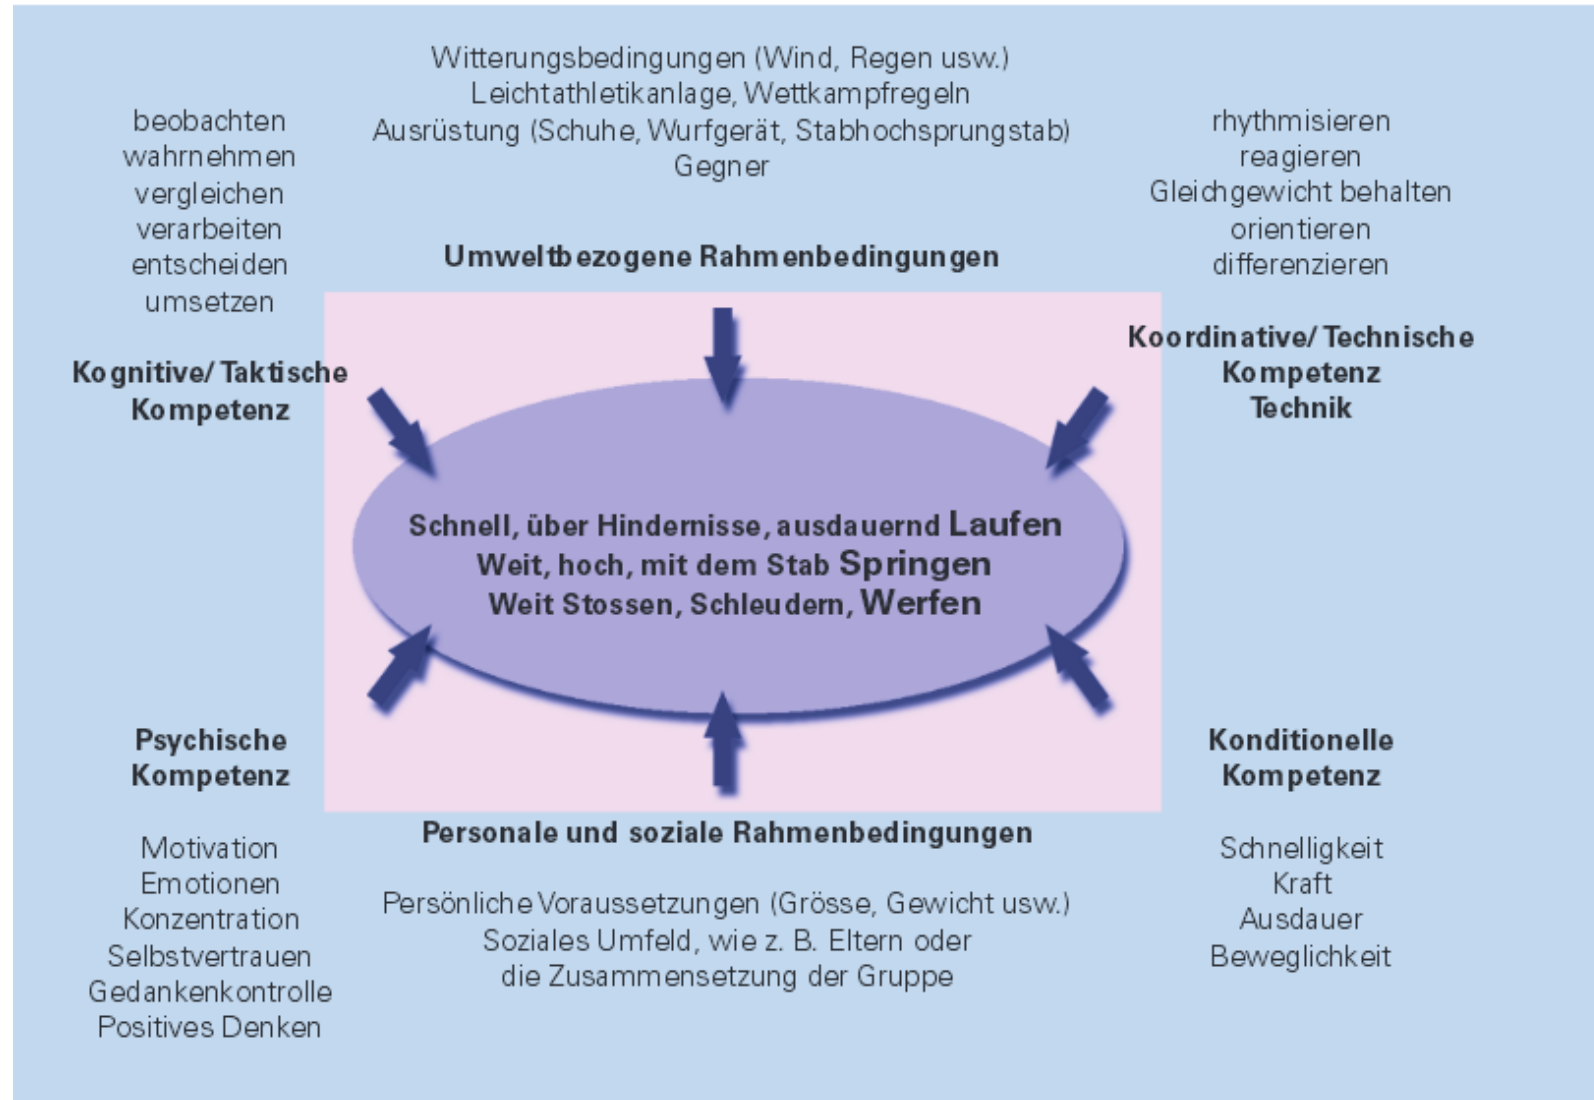 Witterungsbedingungen (Wind, Regen usw.)
Leichtathletikanlage, Wettkampfregeln
Ausrüstung (Schuhe, Wurfgerät, Stabhochsprungstab)
Gegner
Umweltbezogene Rahmenbedingungen
beobachten
wahrnehmen
vergleichen
verarbeiten
entscheiden
umsetzen
Kognitive/Taktische
Kompetenz
rhythmisieren
reagieren
Gleichgewicht behalten
orientieren
differenzieren
Koordinative/Technische
Kompetenz
Technik
Schnell, über Hindernisse, ausdauernd Laufen
Weit, hoch, mit dem Stab Springen
Weit Stossen, Schleudern, Werfen
Psychische
Kompetenz
Motivation
Emotionen
Konzentration
Selbstvertrauen
Gedankenkontrolle
Positives Denken
Personale und soziale Rahmenbedingungen
Persönliche Voraussetzungen (Grösse, Gewicht usw.)
Soziales Umfeld, wie z. B. Eltern oder
die Zusammensetzung der Gruppe
Konditionelle
Kompetenz
Schnelligkeit
Kraft
Ausdauer
Beweglichkeit